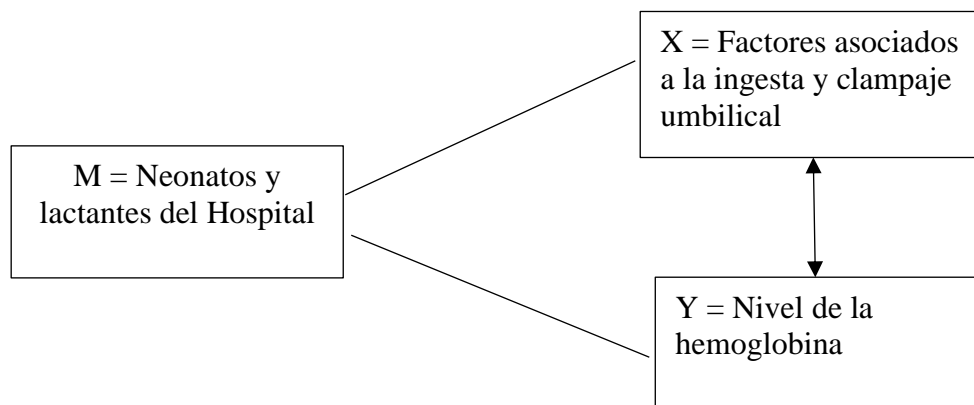 X = Factores asociados
a la ingesta y clampaje
umbilical
M = Neonatos y
lactantes del Hospital
Y = Nivel de la
hemoglobina